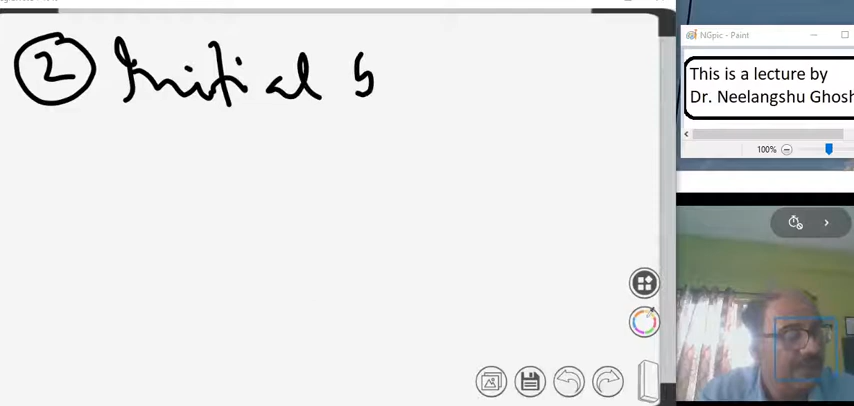 ② Initial S
NGpic - Paint
This is a lecture by
Dr. Neelangshu Ghosh
100%